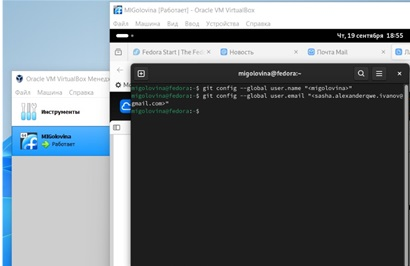 MIGolovina [Работает] - Oracle VM VirtualBox
Файл Машина Вид Ввод Устройства Справка
Чт, 19 сентября 18:55
Fedora Start | The Fed
Новость
Почта Mail
migolovina@fedora:~
migolovina@fedora:~$ git config --global user.name "<migolovina>"
migolovina@fedora:~$ git config --global user.email "<sasha.alexanderqwe.ivanov@
gmail.com>"
migolovina@fedora:~$
Oracle VM VirtualBox Менедж
Файл Машина Справка
Инструменты
MIGolovina
Работает